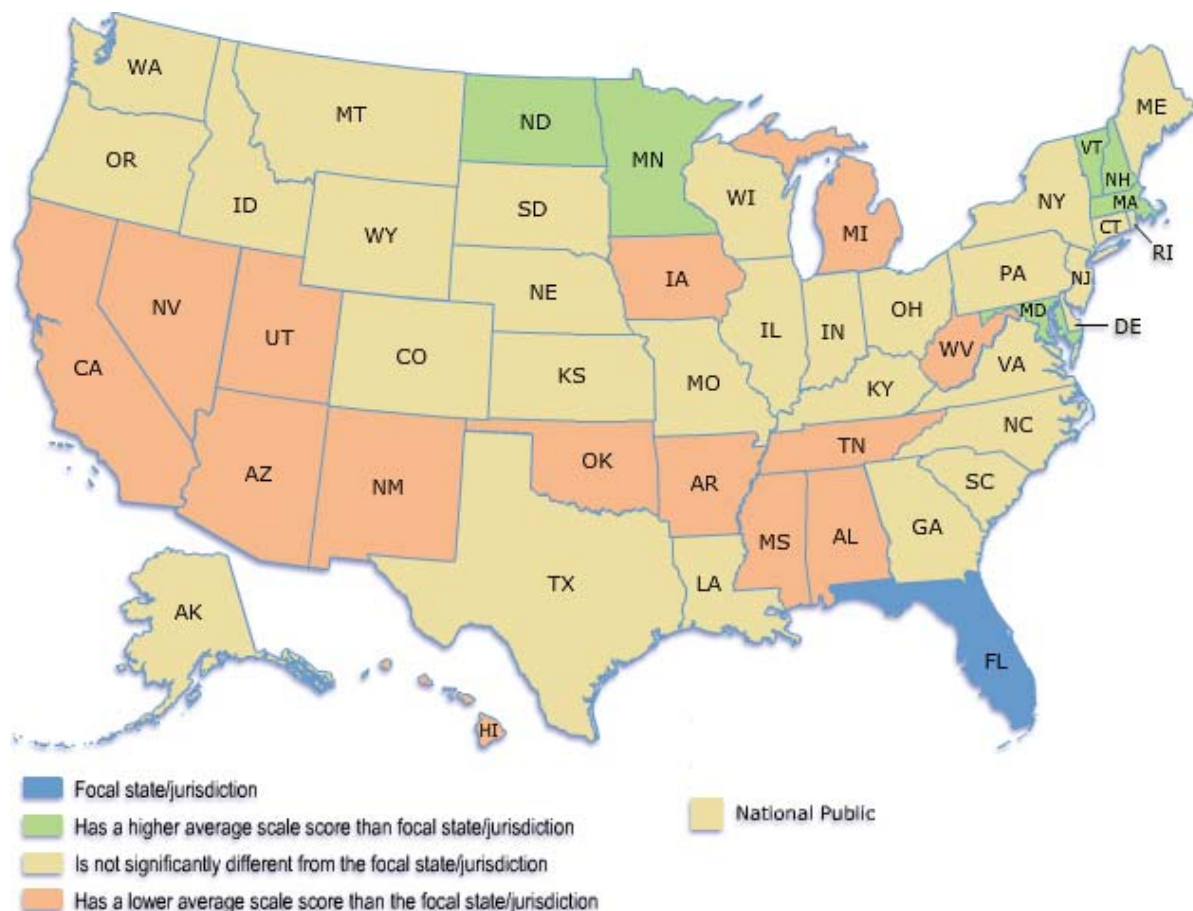 WA
MT
ND
MN
ME
VT
NH
OR
ID
SD
WI
NY
MA
WY
MI
CT
RI
IA
PA
NJ
NE
OH
MD
DE
NV
UT
IL
IN
WV
CA
CO
KS
MO
KY
VA
NC
TN
AZ
NM
OK
AR
SC
MS
AL
GA
TX
LA
AK
FL
HI
Focal state/jurisdiction
Has a higher average scale score than focal state/jurisdiction
National Public
Is not significantly different from the focal state/jurisdiction
Has a lower average scale score than the focal state/jurisdiction